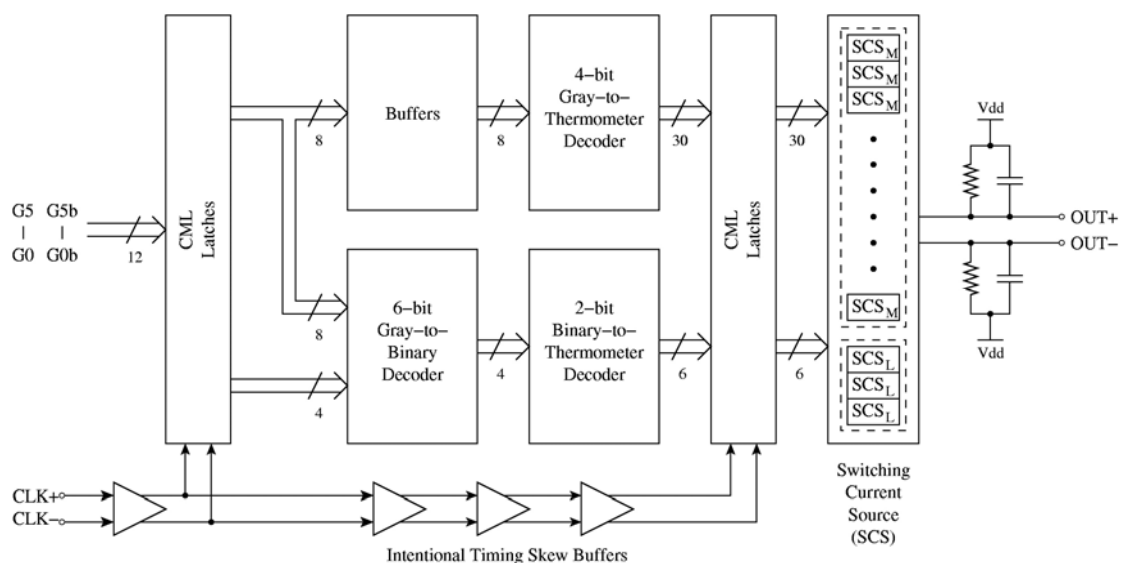 G5 G5b
G0 G0b
12
CML
Latches
8
8
4
Buffers
8
4-bit
Gray-to-
Thermometer
Decoder
30
6-bit
Gray-to-
Binary
Decoder
4
2-bit
Binary-to-
Thermometer
Decoder
6
CML
Latches
30
6
SCS_M
SCS_M
SCS_M
SCS_M
SCS_L
SCS_L
SCS_L
Switching
Current
Source
(SCS)
Vdd
OUT+
OUT-
Vdd
CLK+
CLK-
Intentional Timing Skew Buffers